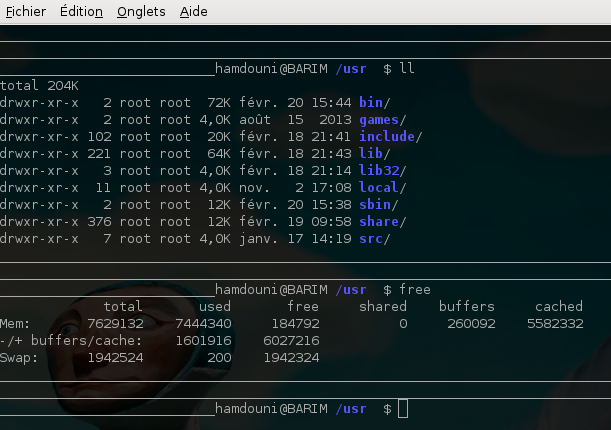 Fichier Édition Onglets Aide
hamdouni@BARIM /usr $ ll
total 204K
drwxr-xr-x 2 root root 72K févr. 20 15:44 bin/
drwxr-xr-x 2 root root 4,0K août 15 2013 games/
drwxr-xr-x 102 root root 20K févr. 18 21:41 include/
drwxr-xr-x 221 root root 64K févr. 18 21:43 lib/
drwxr-xr-x 3 root root 4,0K févr. 18 21:14 lib32/
drwxr-xr-x 11 root root 4,0K nov. 2 17:08 local/
drwxr-xr-x 2 root root 12K févr. 20 15:38 sbin/
drwxr-xr-x 376 root root 12K févr. 19 09:58 share/
drwxr-xr-x 7 root root 4,0K janv. 17 14:19 src/
hamdouni@BARIM /usr $ free
total used free shared buffers cached
Mem: 7629132 7444340 184792 0 260092 5582332
-/+ buffers/cache: 1601916 6027216
Swap: 1942524 200 1942324
hamdouni@BARIM /usr $